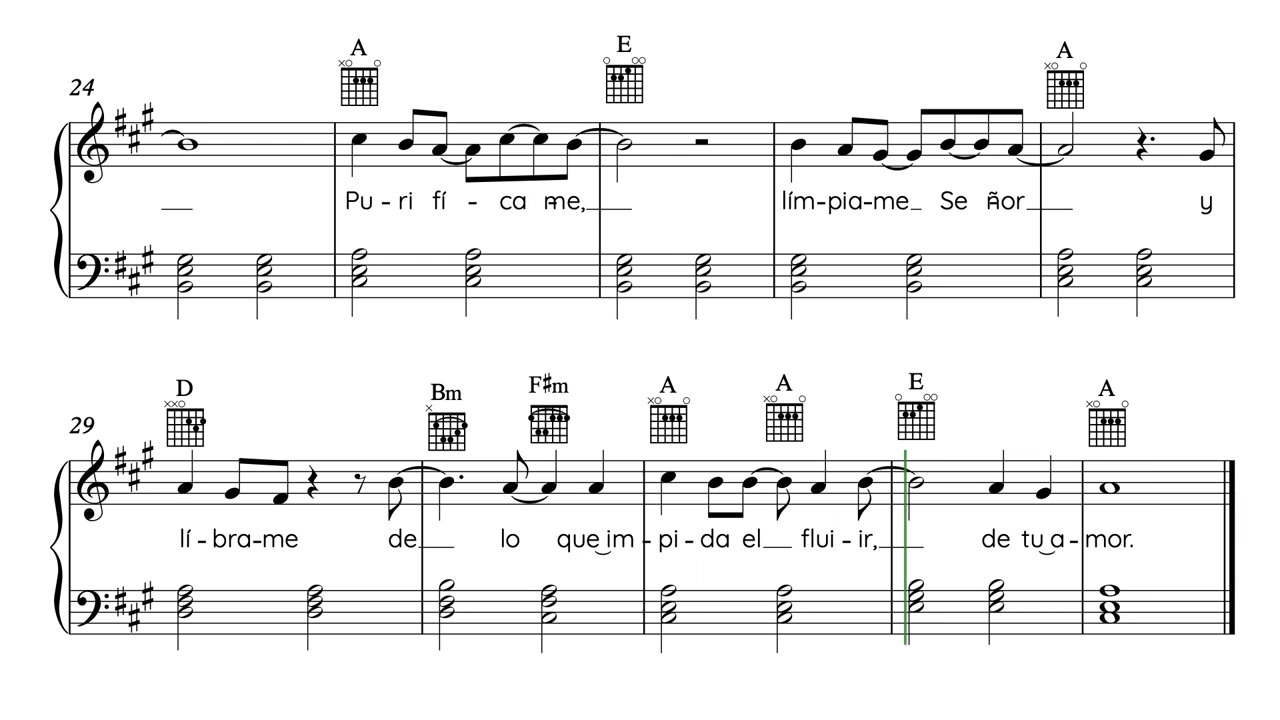 A E A
24
Pu - ri fí - ca me, lím-pia-me Se ñor y
D Bm F#m A A E A
29
lí - bra-me de lo que im - pi - da el flui - ir, de tu a - mor.